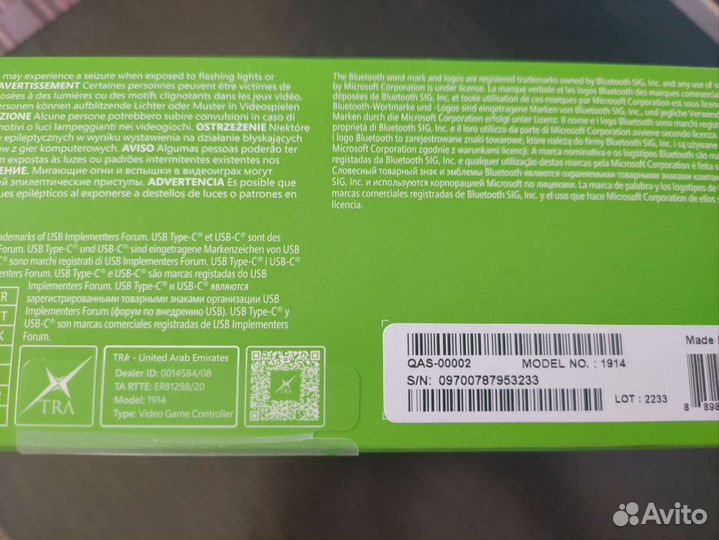 may experience a seizure when exposed to flashing lights or
AVERTISSEMENT Certaines personnes peuvent être victimes de
posées à des lumières ou des motifs clignotants dans les jeux vidéo.
ersonen können aufblitzende Lichter oder Muster in Videospielen
ZIONE Alcune persone potrebbero subire convulsioni in caso di
motivi o luci lampeggianti nei videogiochi. OSTRZEŻENIE Niektóre
epileptycznych w wyniku wystawienia na działanie błyskających
w z gier komputerowych. AVISO Algumas pessoas poderão ter
m expostas às luzes ou padrões intermitentes existentes nos
ЕНИЕ. Мигающие огни и вспышки в видеоиграх могут
й эпилептические приступы. ADVERTENCIA Es posible que
ues epilépticos al exponerse a destellos de luces o patrones en
The Bluetooth word mark and logos are registered trademarks owned by Bluetooth SIG, Inc. and any use of
by Microsoft Corporation is under license. La marque verbale et les logos Bluetooth des marques commerciales
déposées de Bluetooth SIG, Inc. et toute utilisation de ces marques par Microsoft Corporation est sous licence
Bluetooth-Wortmarke und -Logos sind eingetragene Marken von Bluetooth SIG, Inc., und jegliche Verwendung
Marken durch die Microsoft Corporation erfolgt unter Lizenz. Il nome e i logo Bluetooth sono marchi registrati
proprietà di Bluetooth SIG, Inc. e il loro utilizzo da parte di Microsoft Corporation avviene secondo licenza.
i logo Bluetooth to zarejestrowane znaki towarowe, które należą do firmy Bluetooth SIG, Inc. i są używane
Microsoft Corporation zgodnie z warunkami licencji. A marca nominativa e os logótipos Bluetooth são
registadas da Bluetooth SIG, Inc. e qualquer utilização destas marcas pela Microsoft Corporation é feita
Словесный товарный знак и эмблемы Bluetooth являются охраняемыми товарными знаками компании
SIG, Inc. и используются корпорацией Microsoft по лицензии. La marca de palabra y los logotipos de
marcas comerciales registradas de Bluetooth SIG, Inc. y el uso que hace Microsoft Corporation de ellos
licencia.
demarks of USB Implementers Forum. USB Type-C® et USB-C® sont des
Forum. USB Type-C® und USB-C® sind eingetragene Markenzeichen von USB
C® sono marchi registrati di USB Implementers Forum. USB Type-C® i USB-C®
nters Forum. USB Type-C® e USB-C® são marcas registadas do USB
Implementers Forum. USB Type-C® и USB-C® являются
зарегистрированными товарными знаками организации USB
Implementers Forum (форум по внедрению USB). USB Type-C® y
USB-C® son marcas comerciales registradas de USB Implementers
Forum.
TRA
TRA - United Arab Emirates
Dealer ID: 0014584/08
TA RTTE: ER81298/20
Model: 1914
Type: Video Game Controller
QAS-00002 MODEL NO. : 1914
S/N: 09700787953233
LOT : 2233
Made
8 898
Avito